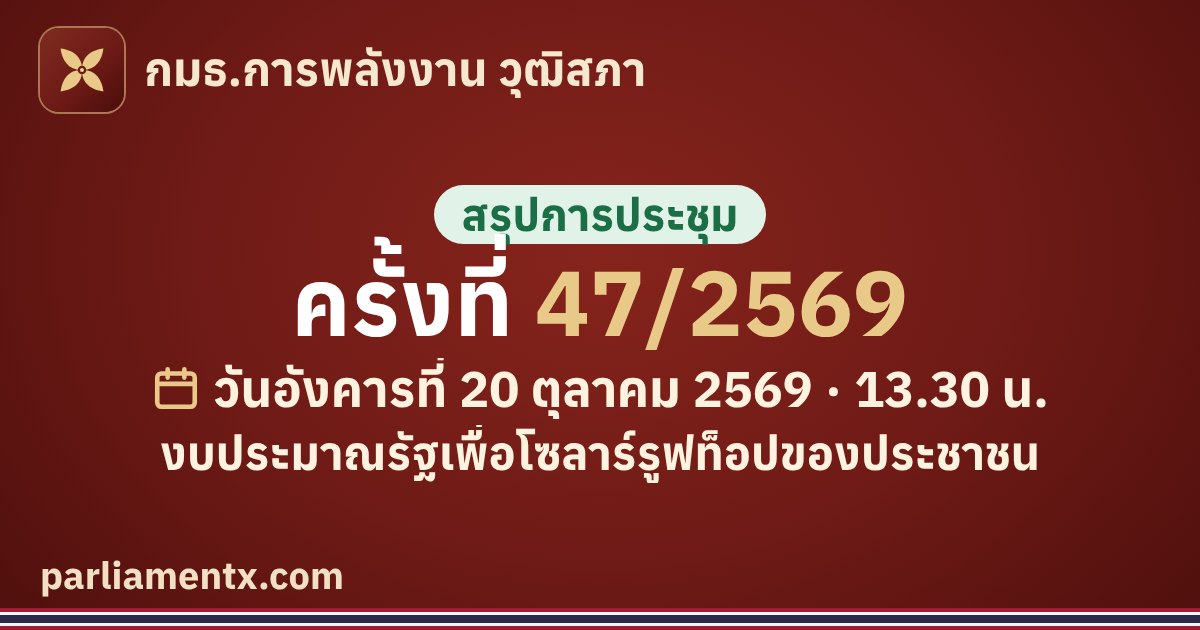 กมธ.การพลังงาน วุฒิสภา
สรุปการประชุม
ครั้งที่ 47/2569
วันอังคารที่ 20 ตุลาคม 2569 · 13.30 น.
งบประมาณรัฐเพื่อโซลาร์รูฟท็อปของประชาชน
parliamentx.com